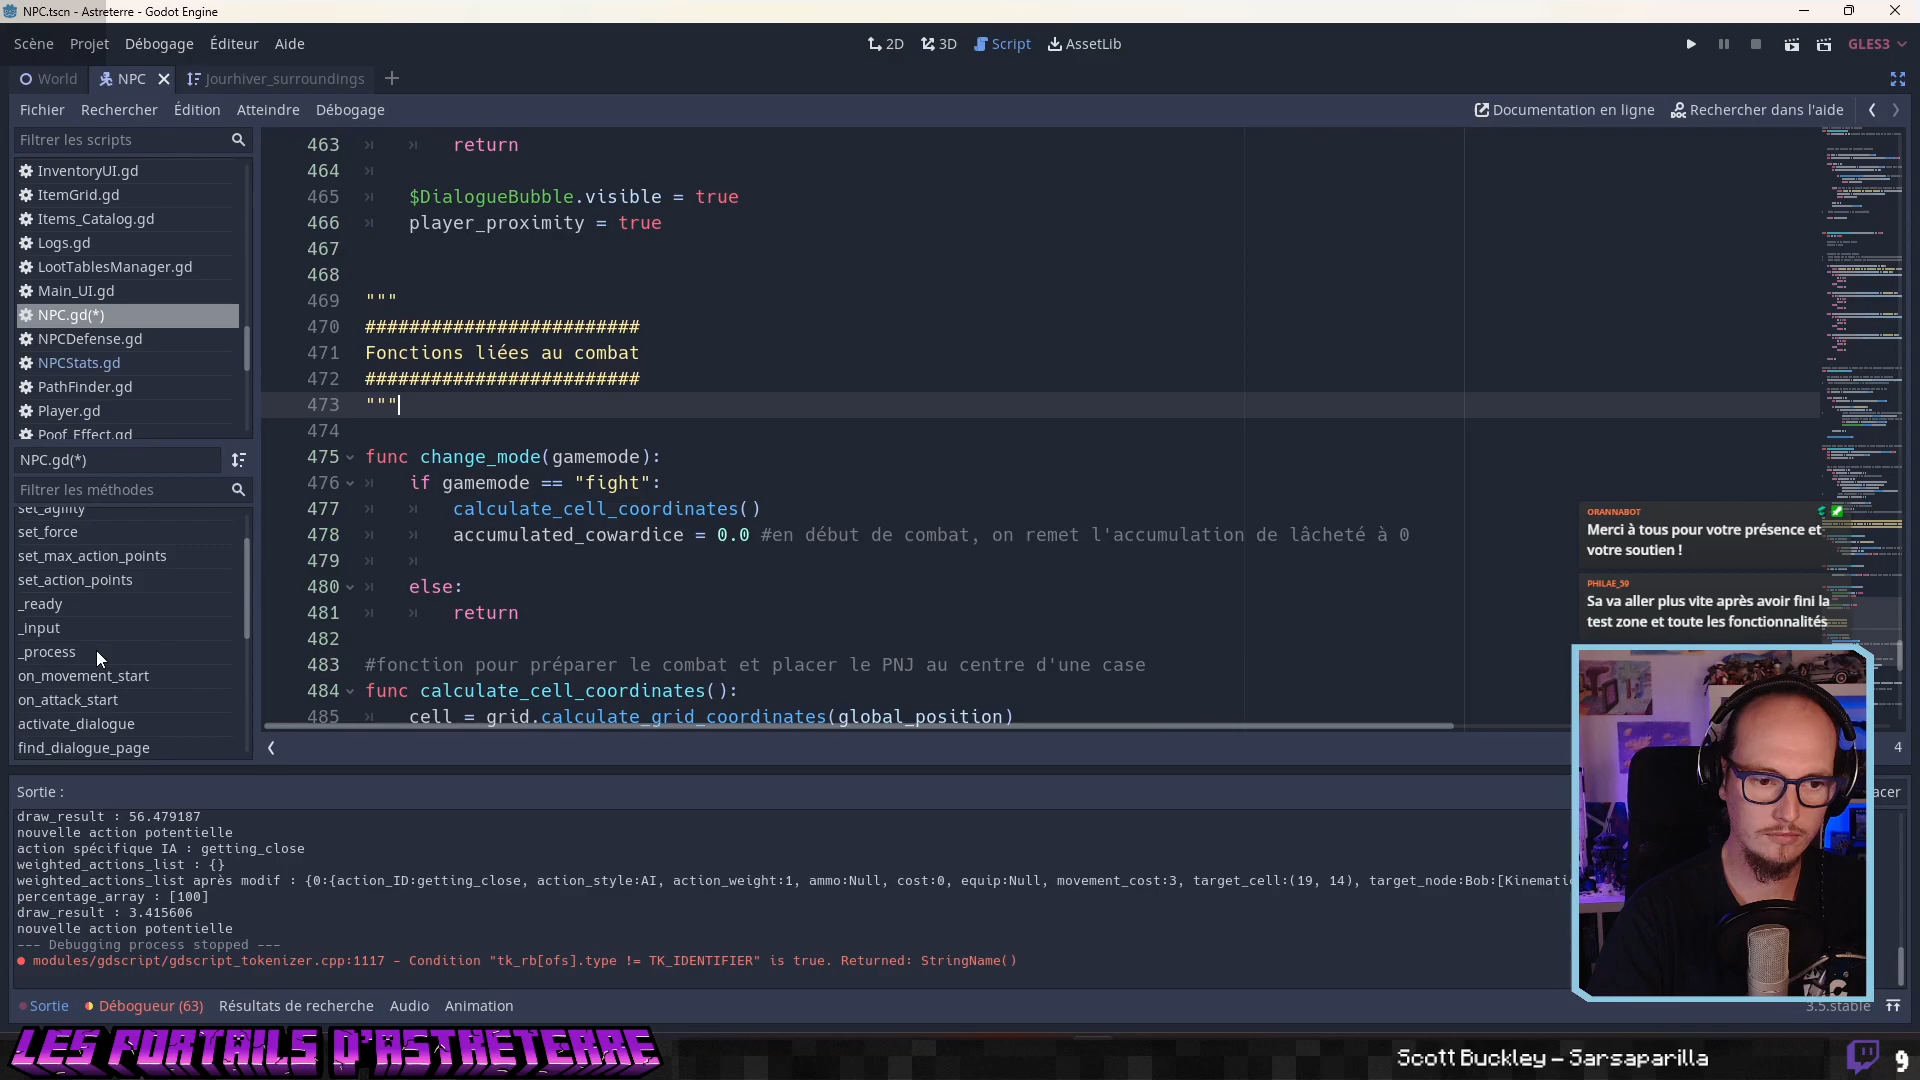 NPC.tscn - Astreterre - Godot Engine
Scène Projet Débogage Éditeur Aide
2D 3D Script AssetLib
GLES3
World NPC Jourhiver_surroundings
Fichier Rechercher Édition Atteindre Débogage
Documentation en ligne Rechercher dans l'aide
Filtrer les scripts
InventoryUI.gd
ItemGrid.gd
Items_Catalog.gd
Logs.gd
LootTablesManager.gd
Main_UI.gd
NPC.gd(*)
NPCDefense.gd
NPCStats.gd
PathFinder.gd
Player.gd
Poof_Effect.gd
NPC.gd(*)
Filtrer les méthodes
set_agility
set_force
set_max_action_points
set_action_points
_ready
_input
_process
on_movement_start
on_attack_start
activate_dialogue
find_dialogue_page
463 return
464
465 $DialogueBubble.visible = true
466 player_proximity = true
467
468
469 """
470 #########################
471 Fonctions liées au combat
472 #########################
473 """
474
475 func change_mode(gamemode):
476 if gamemode == "fight":
477 calculate_cell_coordinates()
478 accumulated_cowardice = 0.0 #en début de combat, on remet l'accumulation de lâcheté à 0
479
480 else:
481 return
482
483 #fonction pour préparer le combat et placer le PNJ au centre d'une case
484 func calculate_cell_coordinates():
485 cell = grid.calculate_grid_coordinates(global_position)
4
ORANNABOT
Merci à tous pour votre présence et
votre soutien !
PHILAE_59
Sa va aller plus vite après avoir fini la
test zone et toute les fonctionnalités
Sortie :
acer
draw_result : 56.479187
nouvelle action potentielle
action spécifique IA : getting_close
weighted_actions_list : {}
weighted_actions_list après modif : {0:{action_ID:getting_close, action_style:AI, action_weight:1, ammo:Null, cost:0, equip:Null, movement_cost:3, target_cell:(19, 14), target_node:Bob:[Kinemati
percentage_array : [100]
draw_result : 3.415606
nouvelle action potentielle
--- Debugging process stopped ---
modules/gdscript/gdscript_tokenizer.cpp:1117 - Condition "tk_rb[ofs].type != TK_IDENTIFIER" is true. Returned: StringName()
Sortie Débogueur (63) Résultats de recherche Audio Animation
3.5.stable
LES PORTAILS D'ASTRETERRE
Scott Buckley – Sarsaparilla
9